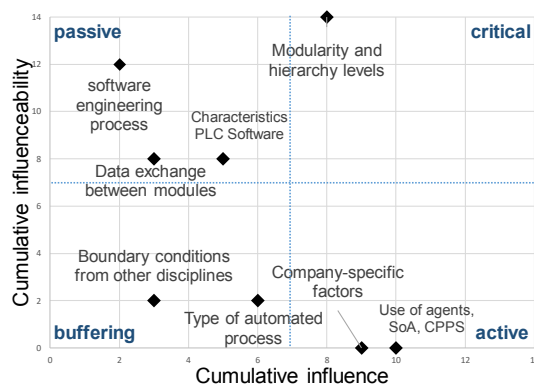 14
passive
critical
Modularity and
hierarchy levels
12
software
engineering
process
Characteristics
PLC Software
10
8
Data exchange
between modules
6
Boundary conditions
from other disciplines
Company-specific
factors
4
2
Type of automated
process
Use of agents,
SoA, CPPS
buffering
active
0
0
2
4
6
8
10
12
14
Cumulative influenceability
Cumulative influence